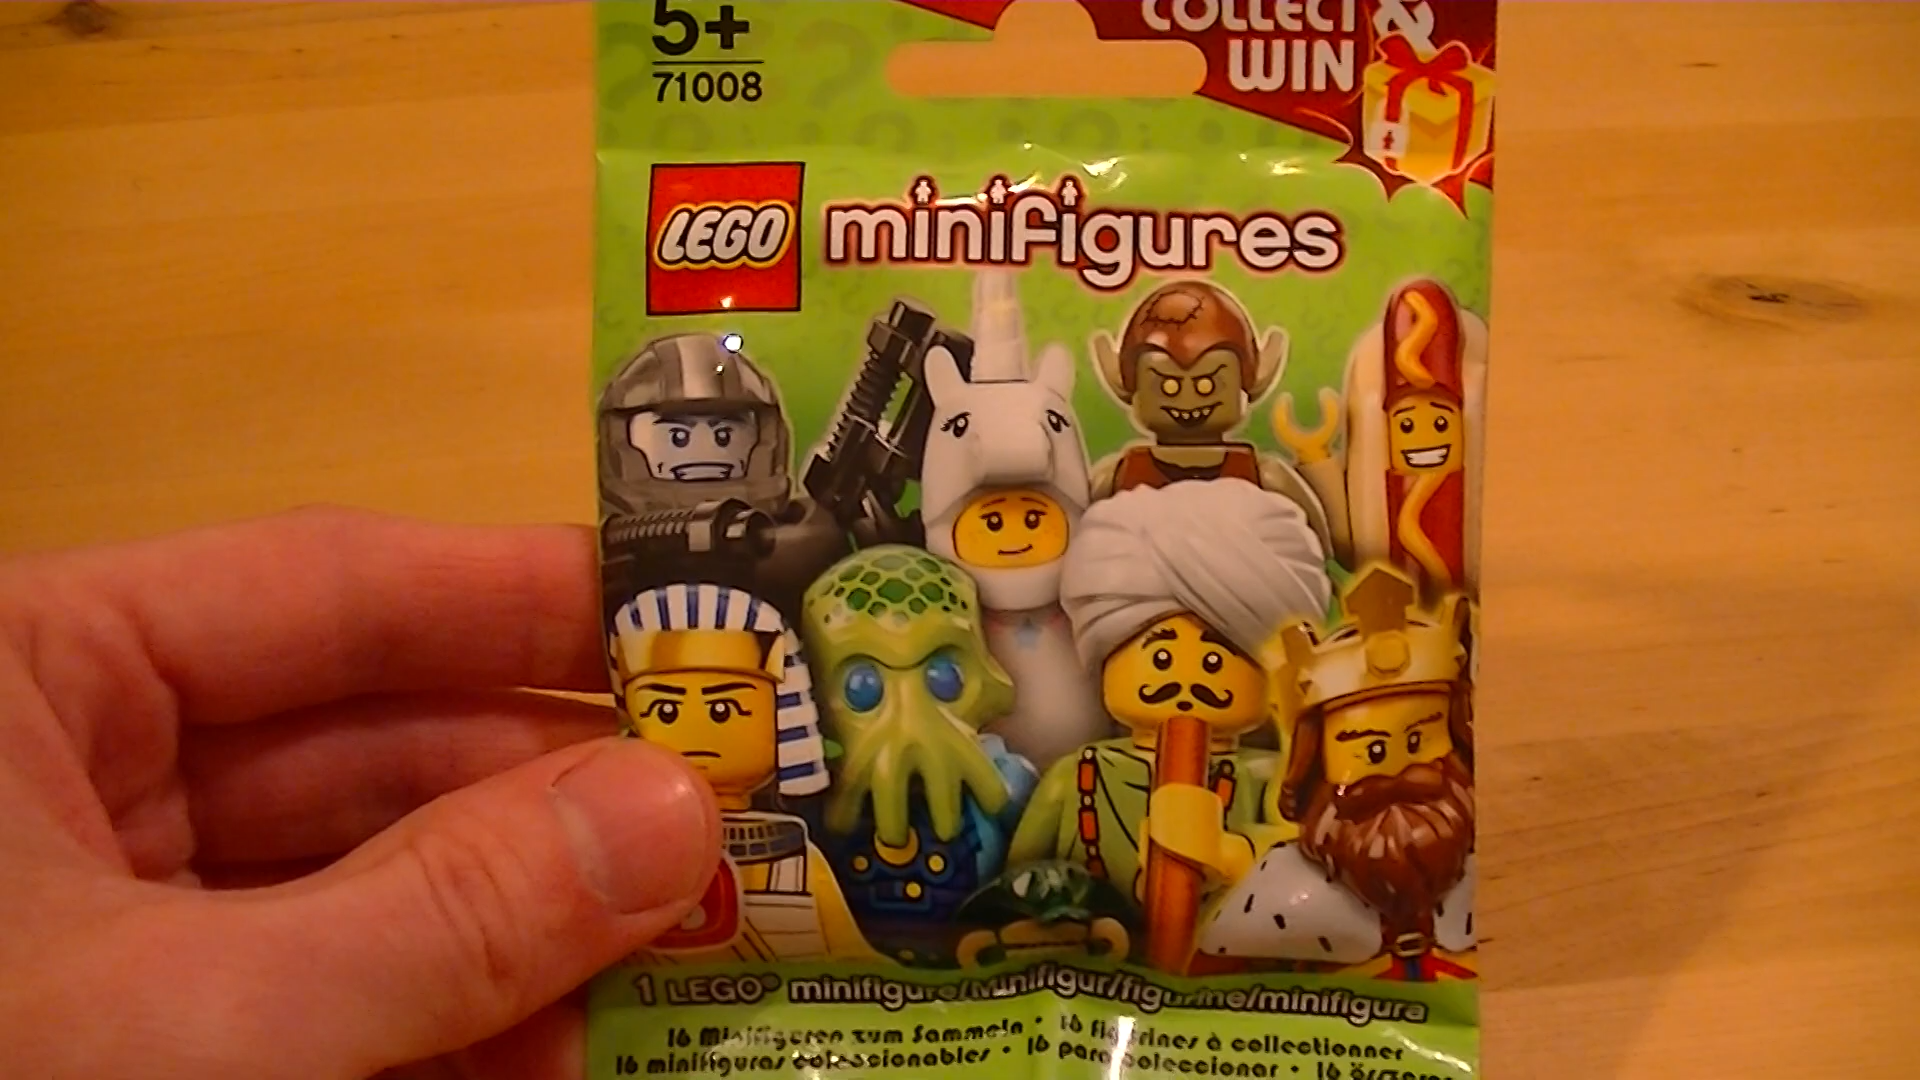 5+
71008
COLLECT &
WIN
LEGO minifigures
1 LEGO® minifigure/Minifigur/figurine/minifigura
16 Minifiguren zum Sammeln • 16 figurines à collectionner
16 minifiguras coleccionables • 16 para coleccionar • 16